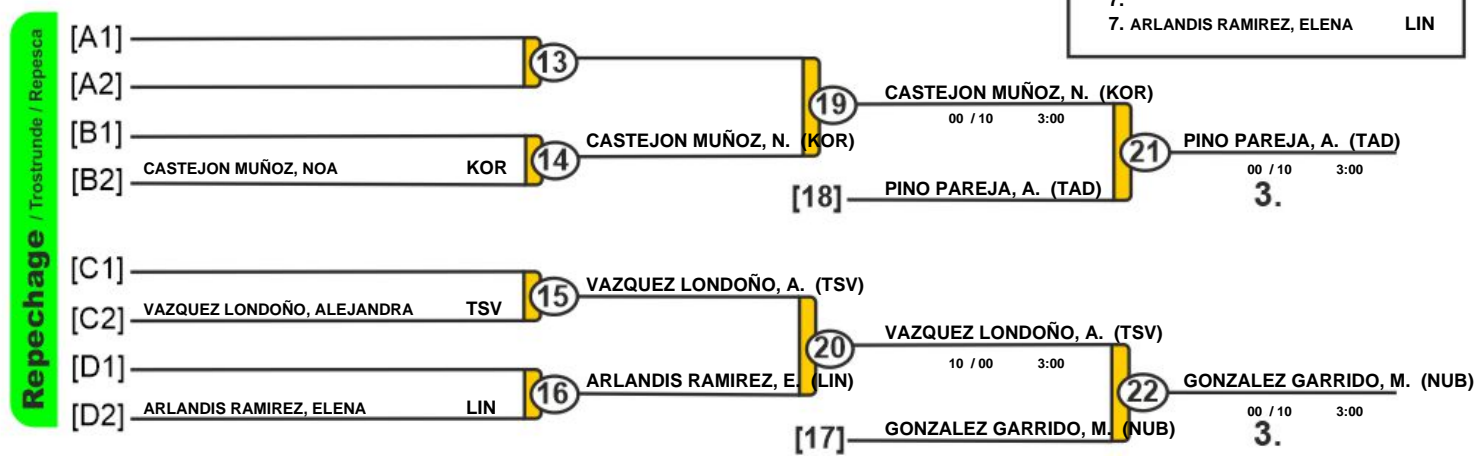 7.
7. ARLANDIS RAMIREZ, ELENA LIN
Repechage / Trostrunde / Repesca
[A1]
13
[A2]
19
CASTEJON MUÑOZ, N. (KOR)
00 / 10 3:00
[B1]
CASTEJON MUÑOZ, N. (KOR)
21
PINO PAREJA, A. (TAD)
00 / 10 3:00
3.
14
[B2] CASTEJON MUÑOZ, NOA KOR
[18] PINO PAREJA, A. (TAD)
[C1]
15
VAZQUEZ LONDOÑO, A. (TSV)
[C2] VAZQUEZ LONDOÑO, ALEJANDRA TSV
20
VAZQUEZ LONDOÑO, A. (TSV)
10 / 00 3:00
[D1]
16
ARLANDIS RAMIREZ, E. (LIN)
22
GONZALEZ GARRIDO, M. (NUB)
00 / 10 3:00
3.
[D2] ARLANDIS RAMIREZ, ELENA LIN
[17] GONZALEZ GARRIDO, M. (NUB)